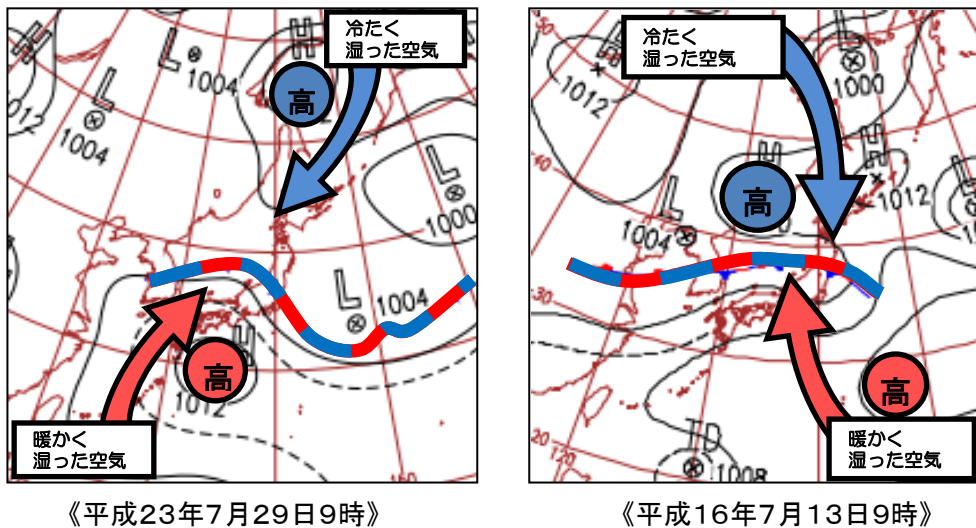 冷たく
湿った空気
高
H
L
1004
L
1004
1012
L
1000
L
1004
高
H
1012
暖かく
湿った空気
160
《平成23年7月29日9時》
冷たく
湿った空気
1012
1000
H
高
H
1012
L
1004
高
TD
1008
120
暖かく
湿った空気
《平成16年7月13日9時》